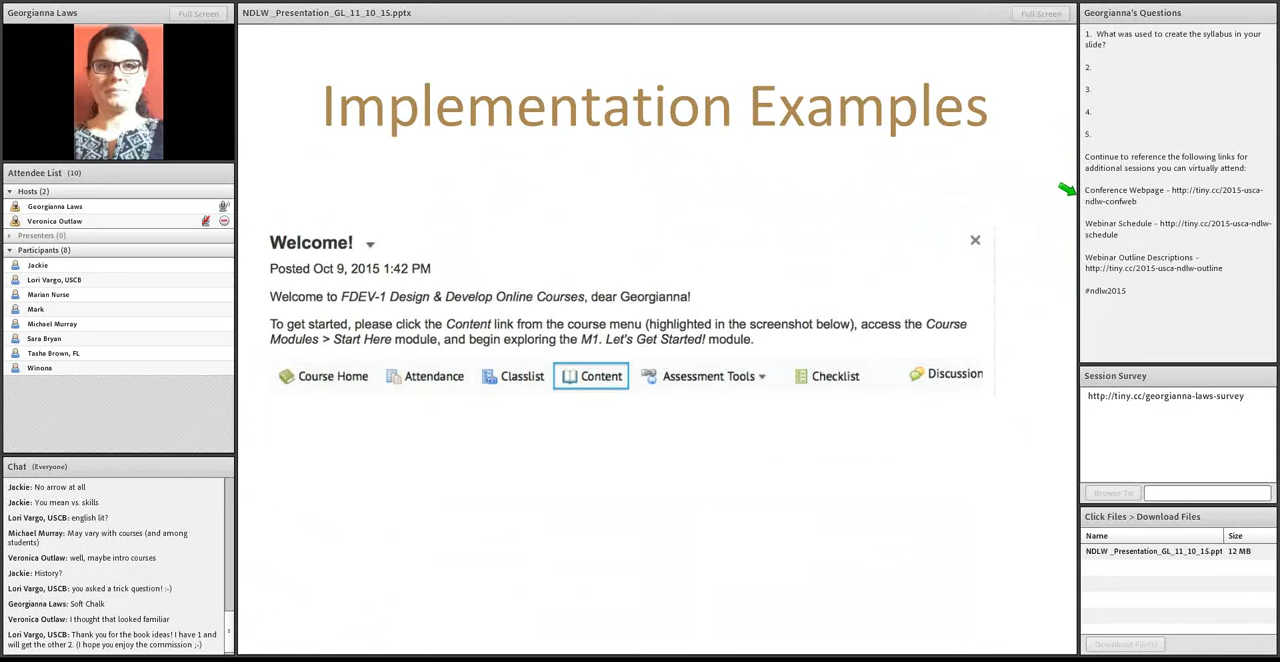 Georgianna Laws
Full Screen
Attendee List (10)
Hosts (2)
Georgianna Laws
Veronica Outlaw
Presenters (0)
Participants (8)
Jackie
Lori Vargo, USCB
Marian Nurse
Mark
Michael Murray
Sara Bryan
Tasha Brown, FL
Winona
Chat (Everyone)
Jackie: No arrow at all
Jackie: You mean vs. skills
Lori Vargo, USCB: english lit?
Michael Murray: May vary with courses (and among
students)
Veronica Outlaw: well, maybe intro courses
Jackie: History?
Lori Vargo, USCB: you asked a trick question! :-)
Georgianna Laws: Soft Chalk
Veronica Outlaw: I thought that looked familiar
Lori Vargo, USCB: Thank you for the book ideas! I have 1 and
will get the other 2. (I hope you enjoy the commission ;-)
NDLW _Presentation_GL_11_10_15.pptx
Full Screen
Implementation Examples
Welcome!
Posted Oct 9, 2015 1:42 PM
Welcome to FDEV-1 Design & Develop Online Courses, dear Georgianna!
To get started, please click the Content link from the course menu (highlighted in the screenshot below), access the Course
Modules > Start Here module, and begin exploring the M1. Let's Get Started! module.
Course Home Attendance Classlist Content Assessment Tools Checklist Discussion
Georgianna's Questions
1. What was used to create the syllabus in your
slide?
2.
3.
4.
5.
Continue to reference the following links for
additional sessions you can virtually attend:
Conference Webpage - http://tiny.cc/2015-usca-
ndlw-confweb
Webinar Schedule - http://tiny.cc/2015-usca-ndlw-
schedule
Webinar Outline Descriptions -
http://tiny.cc/2015-usca-ndlw-outline
#ndlw2015
Session Survey
http://tiny.cc/georgianna-laws-survey
Browse To
Click Files > Download Files
Name Size
NDLW _Presentation_GL_11_10_15.ppt 12 MB
Download File(s)